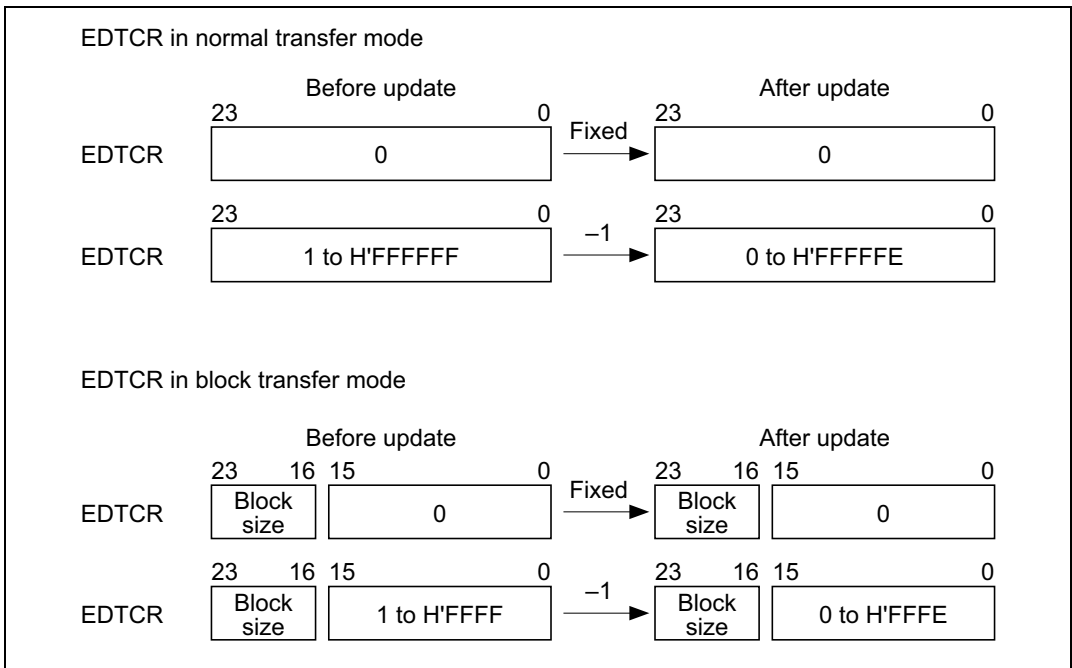 EDTCR in normal transfer mode
Before update After update
23 0 Fixed 23 0
EDTCR 0 0
23 0 –1 23 0
EDTCR 1 to H'FFFFFF 0 to H'FFFFFE
EDTCR in block transfer mode
Before update After update
23 16 15 0 Fixed 23 16 15 0
EDTCR Block size 0 Block size 0
23 16 15 0 –1 23 16 15 0
EDTCR Block size 1 to H'FFFF Block size 0 to H'FFFE